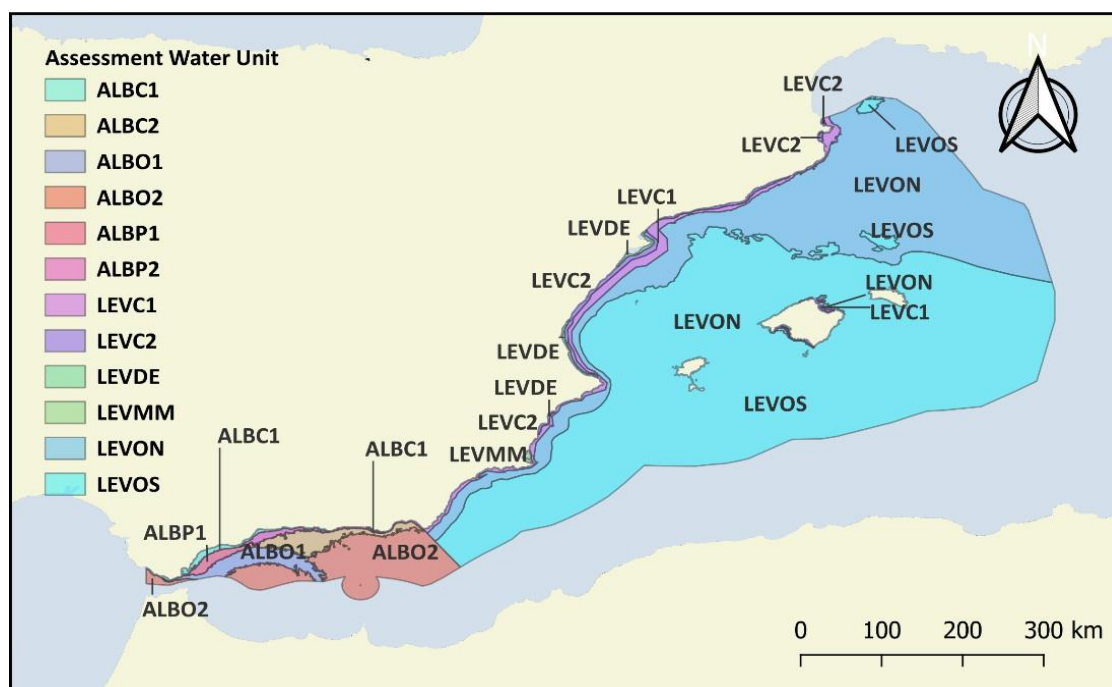 Assessment Water Unit
ALBC1
ALBC2
ALBO1
ALBO2
ALBP1
ALBP2
LEVC1
LEVC2
LEVDE
LEVMM
LEVON
LEVOS
N
LEVC2
LEVC2
LEVOS
LEVON
LEVC1
LEVDE
LEVOS
LEVC2
LEVON
LEVON
LEVC1
LEVDE
LEVDE
LEVOS
LEVC2
ALBC1
ALBC1
LEVMM
ALBP1
ALBO1
ALBO2
ALBO2
0 100 200 300 km